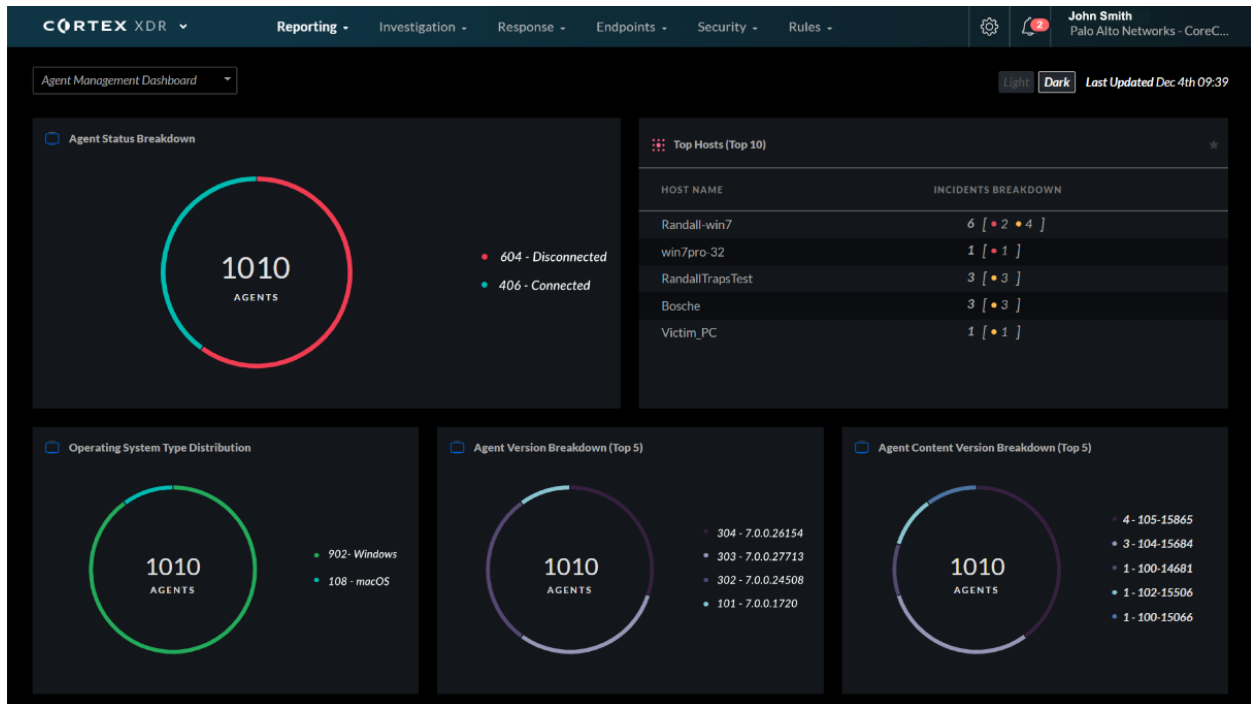 CORTEX XDR
Reporting
Investigation
Response
Endpoints
Security
Rules
2
John Smith
Palo Alto Networks - CoreC...
Agent Management Dashboard
Light
Dark
Last Updated Dec 4th 09:39
Agent Status Breakdown
1010
AGENTS
604 - Disconnected
406 - Connected
Top Hosts (Top 10)
HOST NAME INCIDENTS BREAKDOWN
Randall-win7 6 [ • 2 • 4 ]
win7pro-32 1 [ • 1 ]
RandallTrapsTest 3 [ • 3 ]
Bosche 3 [ • 3 ]
Victim_PC 1 [ • 1 ]
Operating System Type Distribution
1010
AGENTS
902- Windows
108 - macOS
Agent Version Breakdown (Top 5)
1010
AGENTS
304 - 7.0.0.26154
303 - 7.0.0.27713
302 - 7.0.0.24508
101 - 7.0.0.1720
Agent Content Version Breakdown (Top 5)
1010
AGENTS
4 - 105-15865
3 - 104-15684
1 - 100-14681
1 - 102-15506
1 - 100-15066